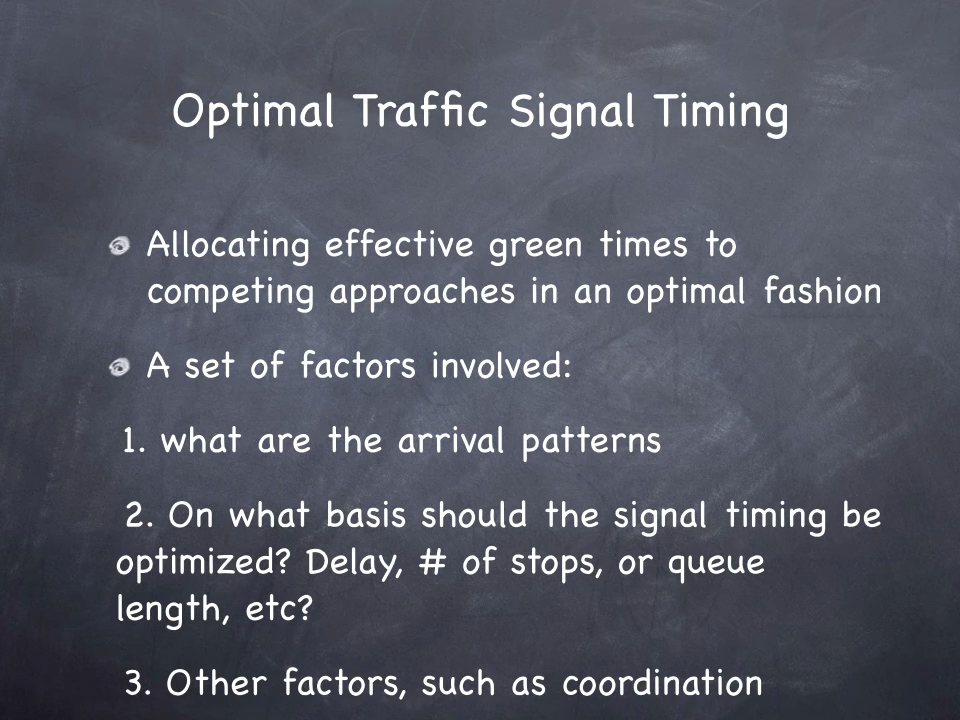 Optimal Traffic Signal Timing
Allocating effective green times to
competing approaches in an optimal fashion
A set of factors involved:
1. what are the arrival patterns
2. On what basis should the signal timing be
optimized? Delay, # of stops, or queue
length, etc?
3. Other factors, such as coordination